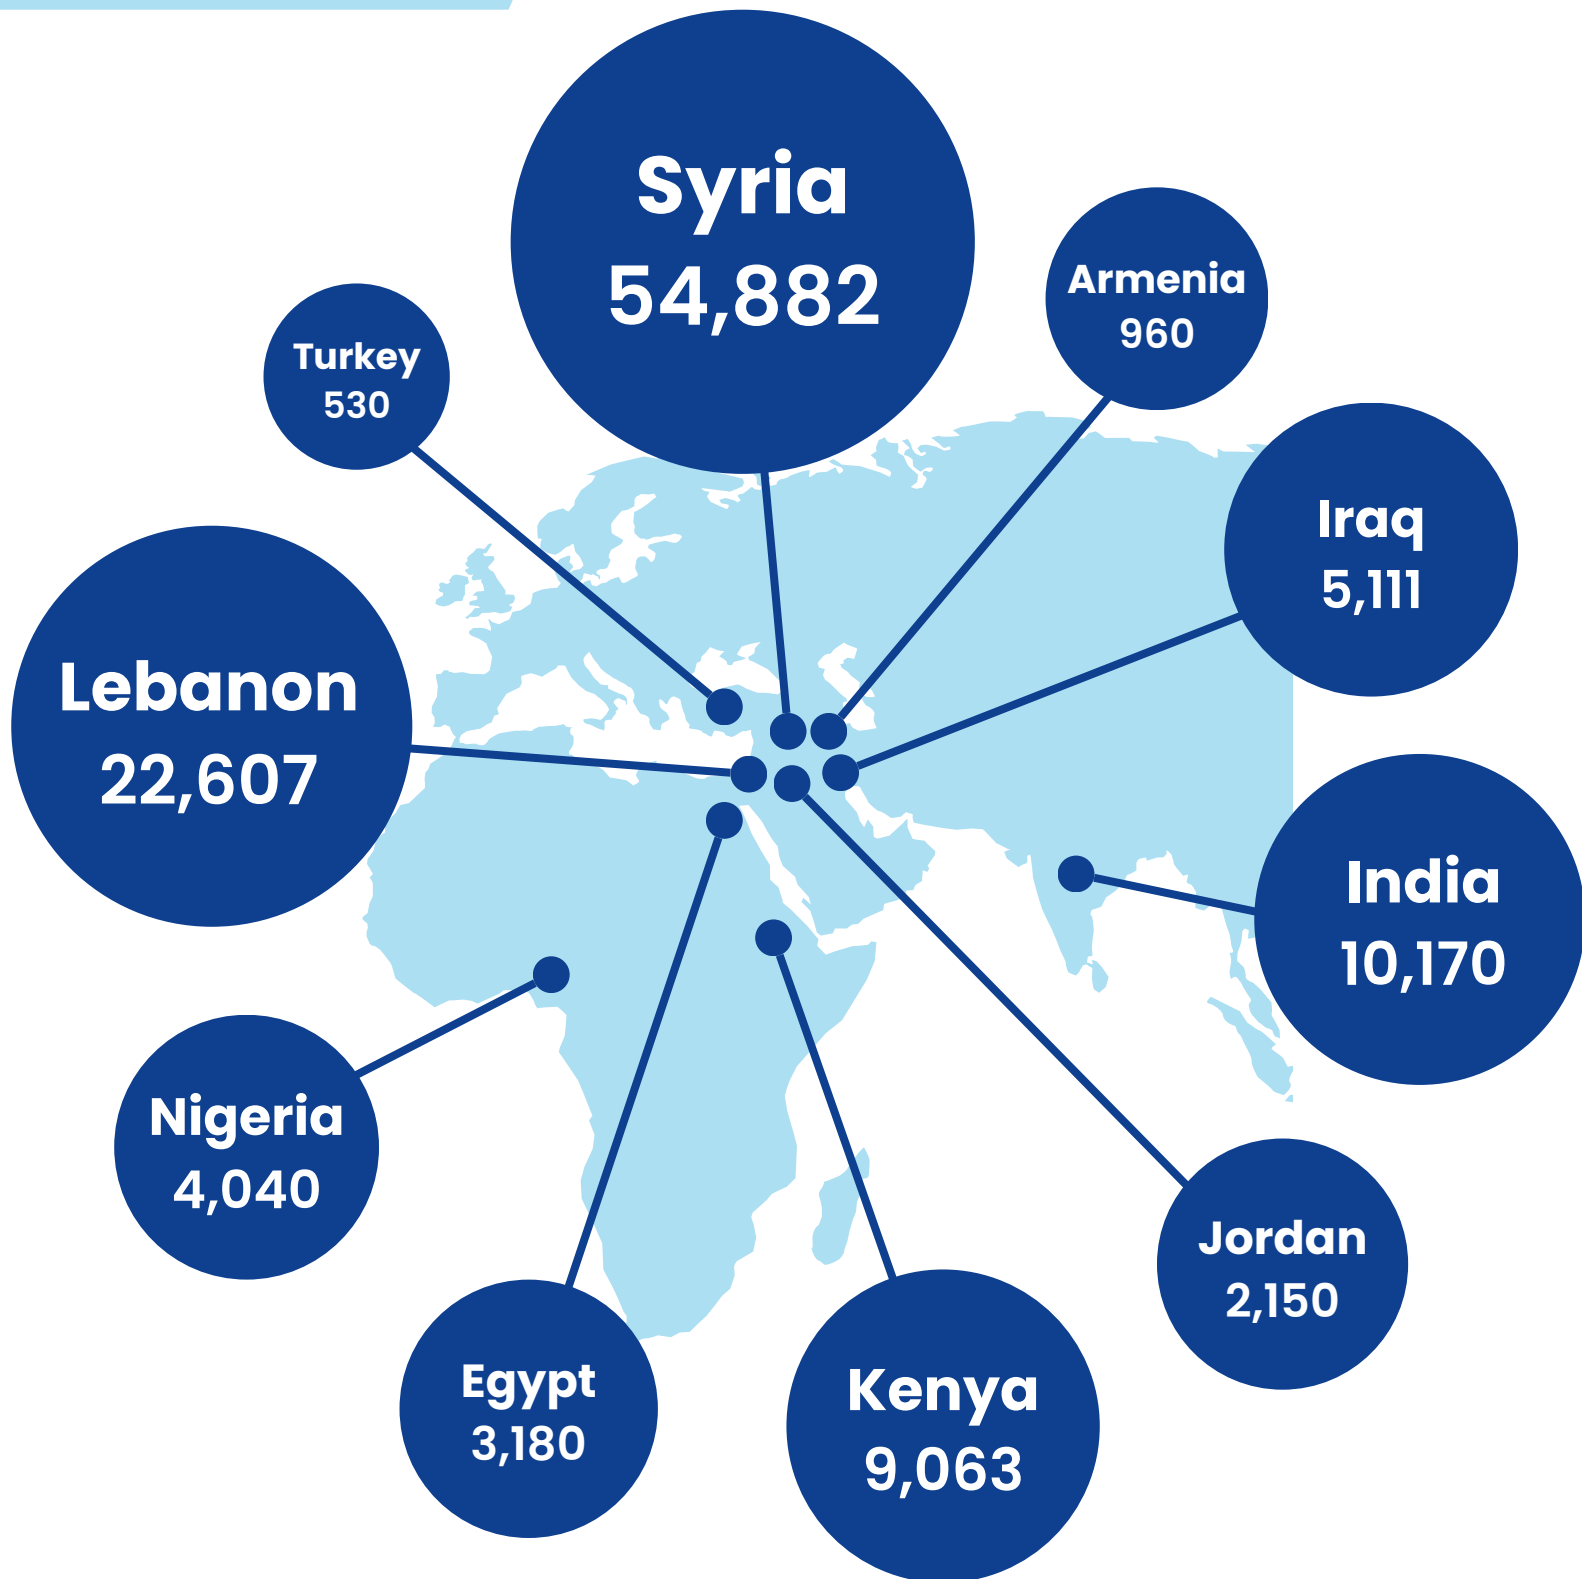 Syria
54,882
Armenia
960
Turkey
530
Iraq
5,111
Lebanon
22,607
India
10,170
Nigeria
4,040
Jordan
2,150
Egypt
3,180
Kenya
9,063